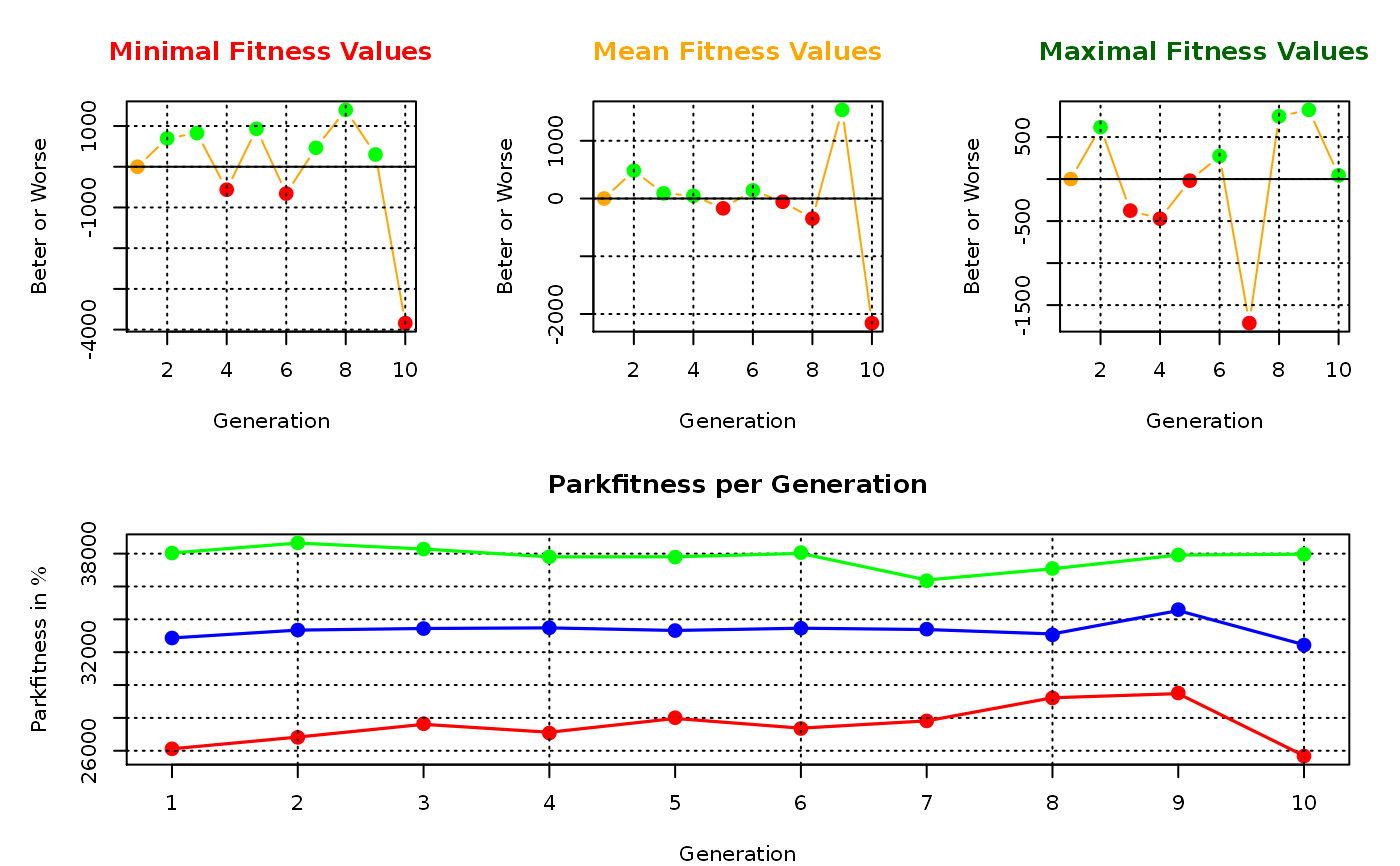 Minimal Fitness Values
Mean Fitness Values
Maximal Fitness Values
Beter or Worse
-4000 -1000 1000
2 4 6 8 10
Generation
Beter or Worse
-2000 0 1000
2 4 6 8 10
Generation
Beter or Worse
-1500 -500 500
2 4 6 8 10
Generation
Parkfitness per Generation
Parkfitness in %
26000 32000 38000
1 2 3 4 5 6 7 8 9 10
Generation